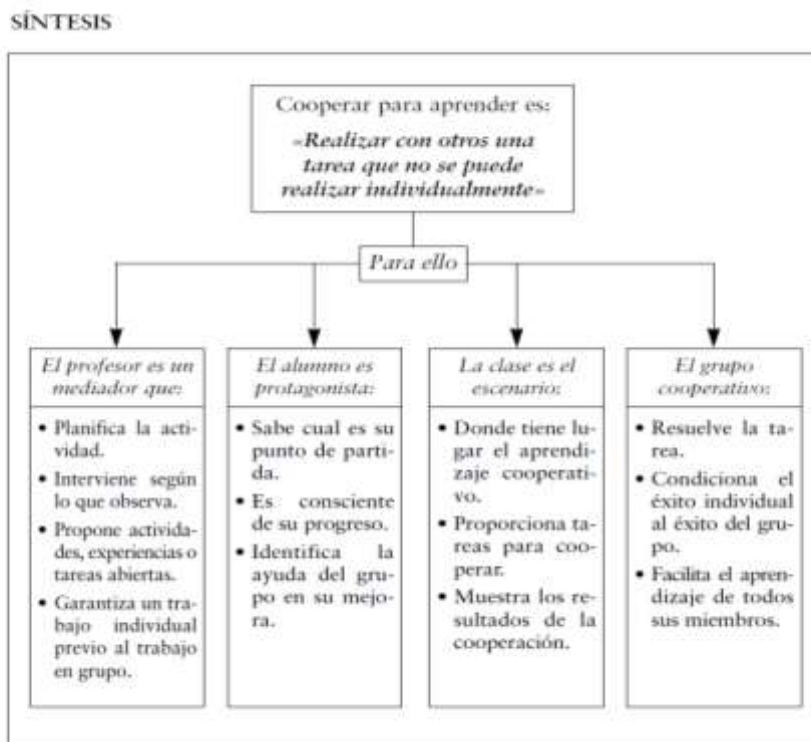 SÍNTESIS
Cooperar para aprender es:
«Realizar con otros una
tarea que no se puede
realizar individualmente»
Para ello
El profesor es un
mediador que:
• Planifica la acti-
vidad.
• Interviene según
lo que observa.
• Propone activida-
des, experiencias o
tareas abiertas.
• Garantiza un tra-
bajo individual
previo al trabajo
en grupo.
El alumno es
protagonista:
• Sabe cual es su
punto de parti-
da.
• Es consciente
de su progreso.
• Identifica la
ayuda del gru-
po en su mejo-
ra.
La clase es el
escenario:
• Donde tiene lu-
gar el aprendi-
zaje cooperati-
vo.
• Proporciona ta-
reas para coo-
perar.
• Muestra los re-
sultados de la
cooperación.
El grupo
cooperativo:
• Resuelve la ta-
rea.
• Condiciona el
éxito individual
al éxito del gru-
po.
• Facilita el apren-
dizaje de todos
sus miembros.